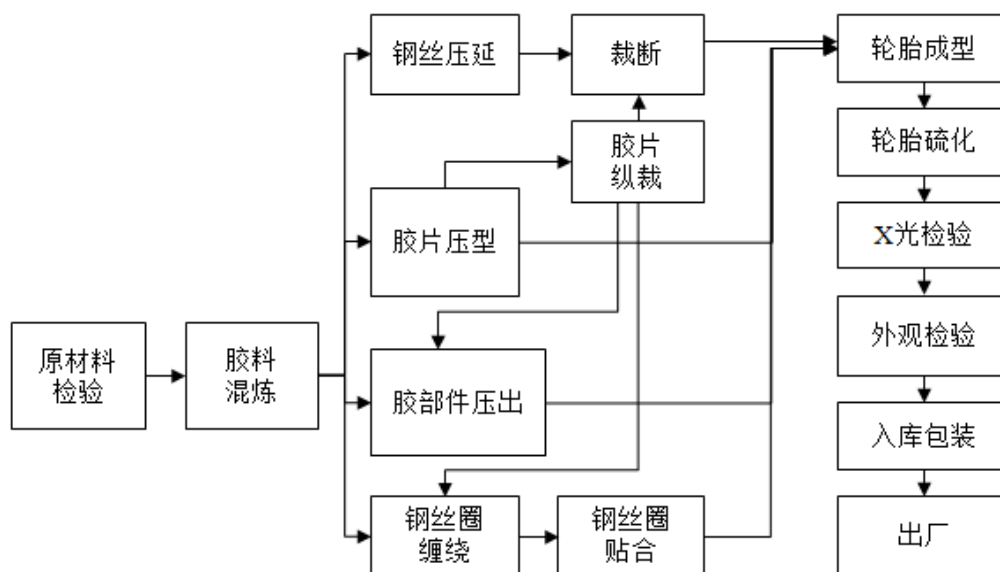 钢丝压延
裁断
轮胎成型
胶片
纵裁
轮胎硫化
胶片压型
X光检验
原材料
检验
胶料
混炼
外观检验
胶部件压出
入库包装
钢丝圈
缠绕
钢丝圈
贴合
出厂